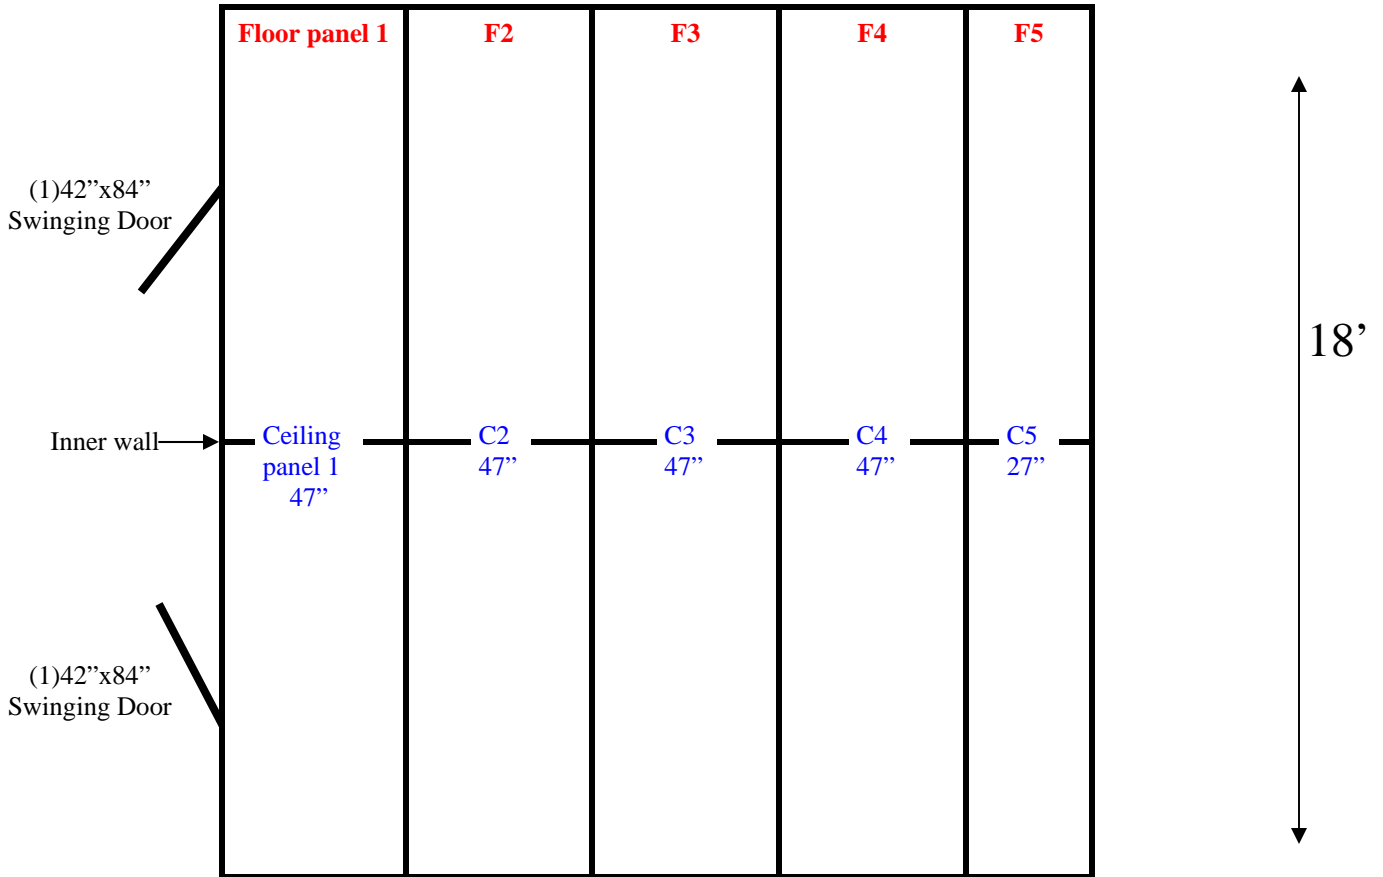 Floor panel 1 F2 F3 F4 F5
(1)42”x84”
Swinging Door
18’
Inner wall
Ceiling
panel 1
47”
C2
47”
C3
47”
C4
47”
C5
27”
(1)42”x84”
Swinging Door